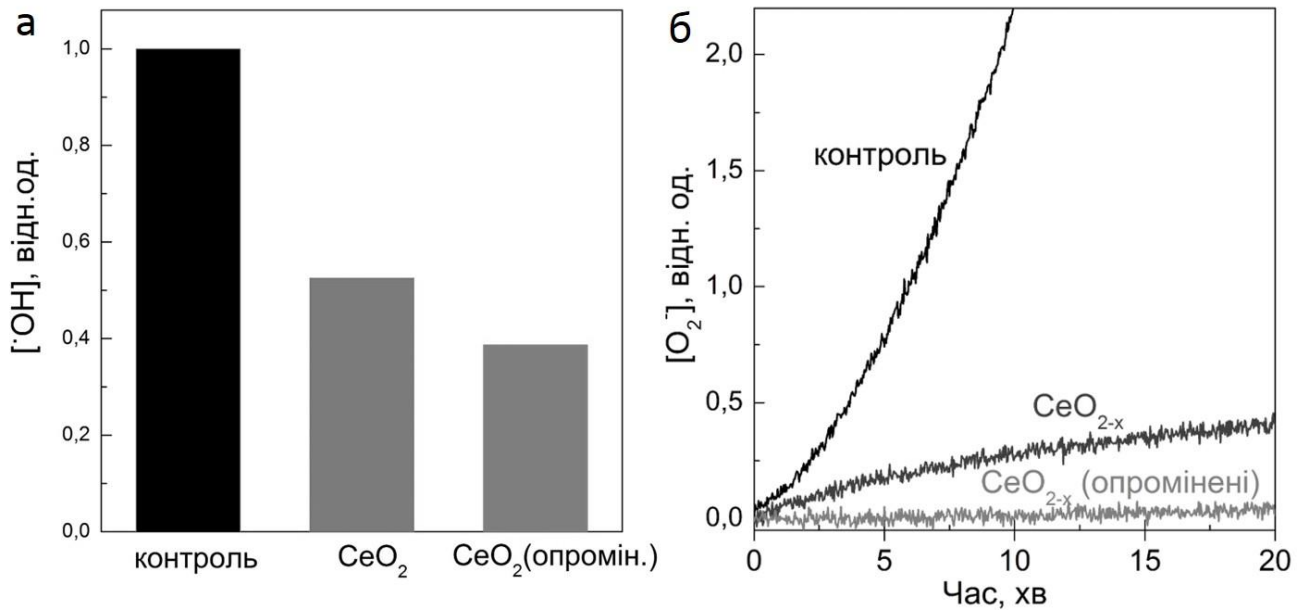 а
[˙OH], відн.од.
1,0
0,8
0,6
0,4
0,2
0,0
контроль
CeO₂
CeO₂(опромін.)
б
[O₂˙⁻], відн. од.
2,0
1,5
1,0
0,5
0,0
контроль
CeO₂₋ₓ
CeO₂₋ₓ (опромінені)
0
5
10
15
20
Час, хв